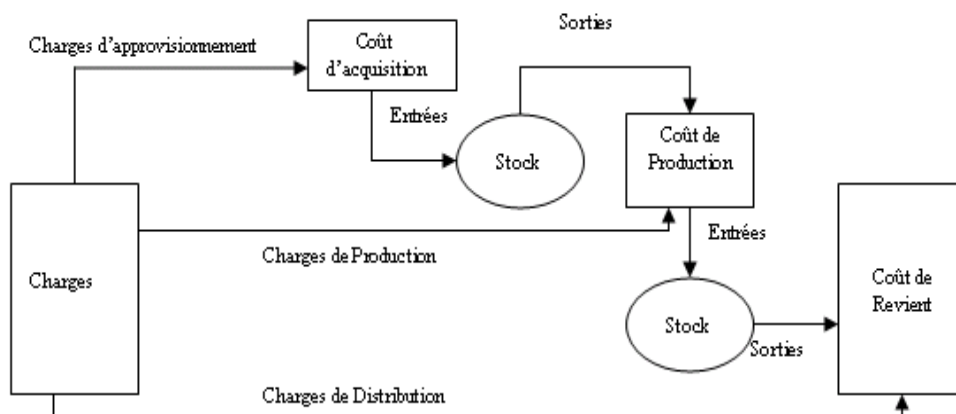 Sorties
Charges d'approvisionnement
Coût
d'acquisition
Entrées
Stock
Coût de
Production
Entrées
Charges de Production
Charges
Stock
Sorties
Coût de
Revient
Charges de Distribution